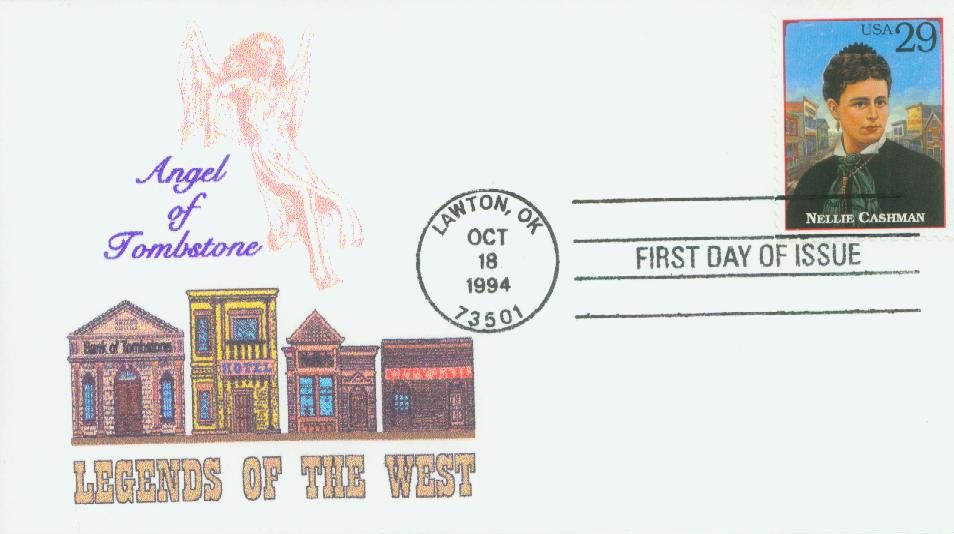 USA 29
NELLIE CASHMAN
Angel
of
Tombstone
LAWTON, OK
OCT
18
1994
73501
FIRST DAY OF ISSUE
Bank of Tombstone
HOTEL
LEGENDS OF THE WEST